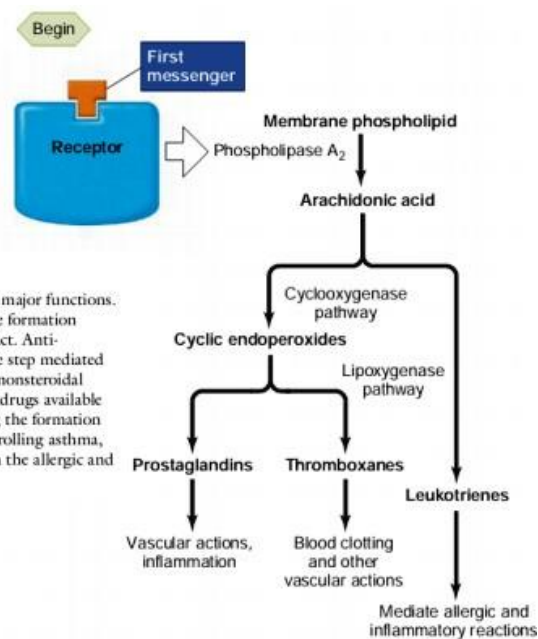 Begin
First
messenger
Receptor
Phospholipase A2
Membrane phospholipid
Arachidonic acid
Cyclooxygenase
pathway
Cyclic endoperoxides
Lipoxygenase
pathway
Prostaglandins
Thromboxanes
Leukotrienes
Vascular actions,
inflammation
Blood clotting
and other
vascular actions
Mediate allergic and
inflammatory reactions
major functions.
formation
ct. Anti-
step mediated
nonsteroidal
drugs available
the formation
rolling asthma,
the allergic and